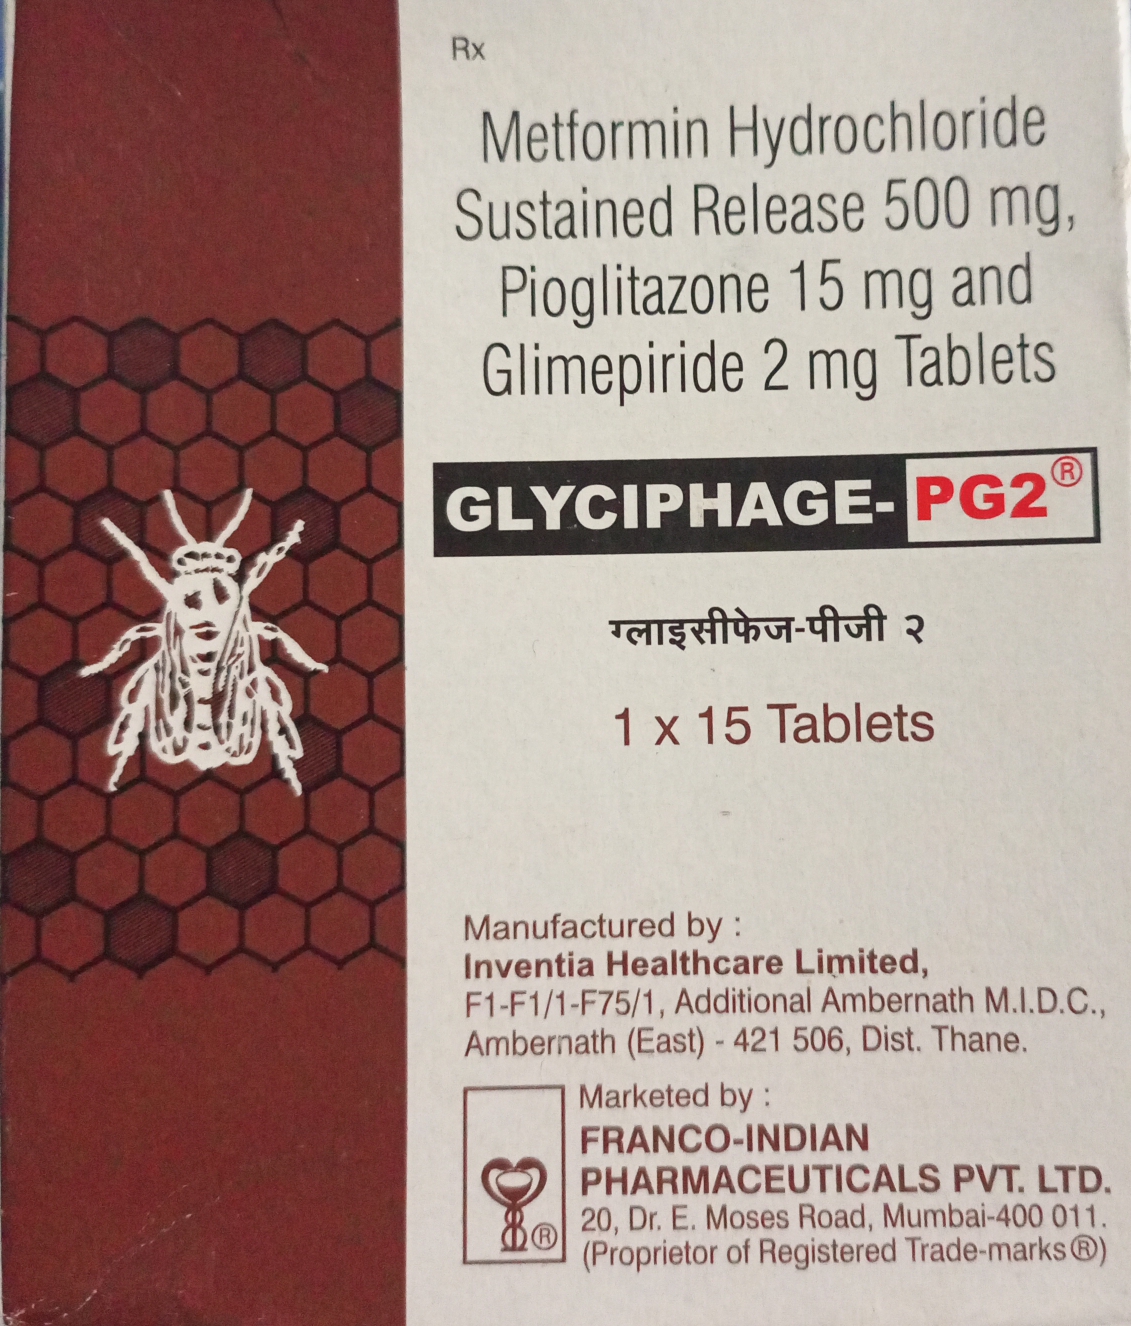 Rx
Metformin Hydrochloride
Sustained Release 500 mg,
Pioglitazone 15 mg and
Glimepiride 2 mg Tablets
GLYCIPHAGE-PG2®
ग्लाइसीफेज-पीजी २
1 x 15 Tablets
Manufactured by :
Inventia Healthcare Limited,
F1-F1/1-F75/1, Additional Ambernath M.I.D.C.,
Ambernath (East) - 421 506, Dist. Thane.
Marketed by :
FRANCO-INDIAN
PHARMACEUTICALS PVT. LTD.
20, Dr. E. Moses Road, Mumbai-400 011.
®
(Proprietor of Registered Trade-marks®)